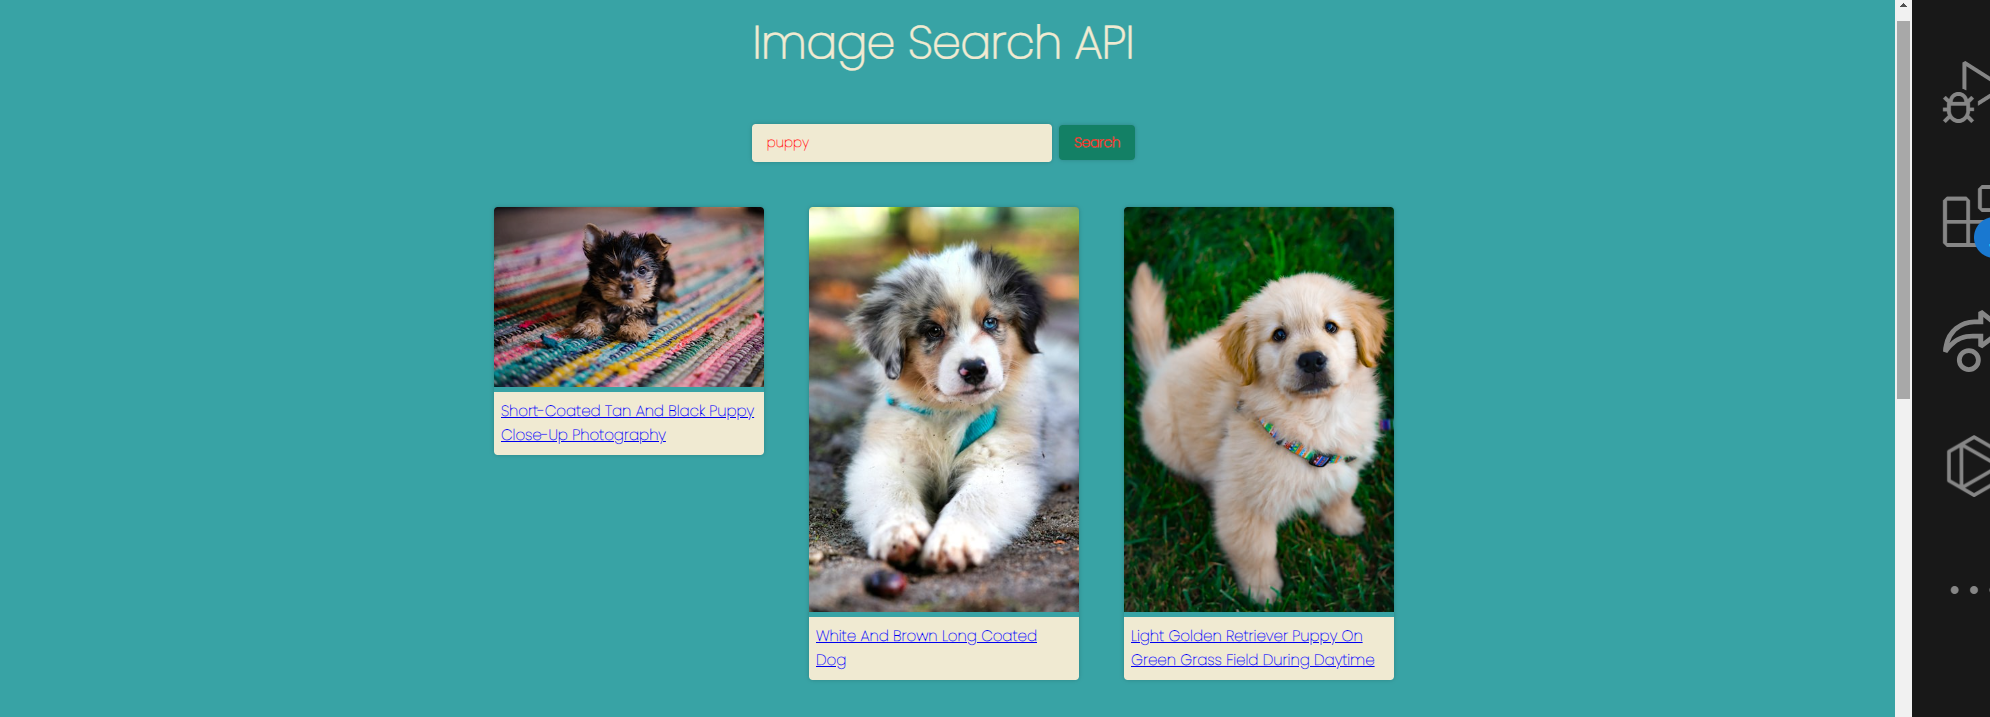 Image Search API
puppy
Search
Short-Coated Tan And Black Puppy
Close-Up Photography
White And Brown Long Coated
Dog
Light Golden Retriever Puppy On
Green Grass Field During Daytime